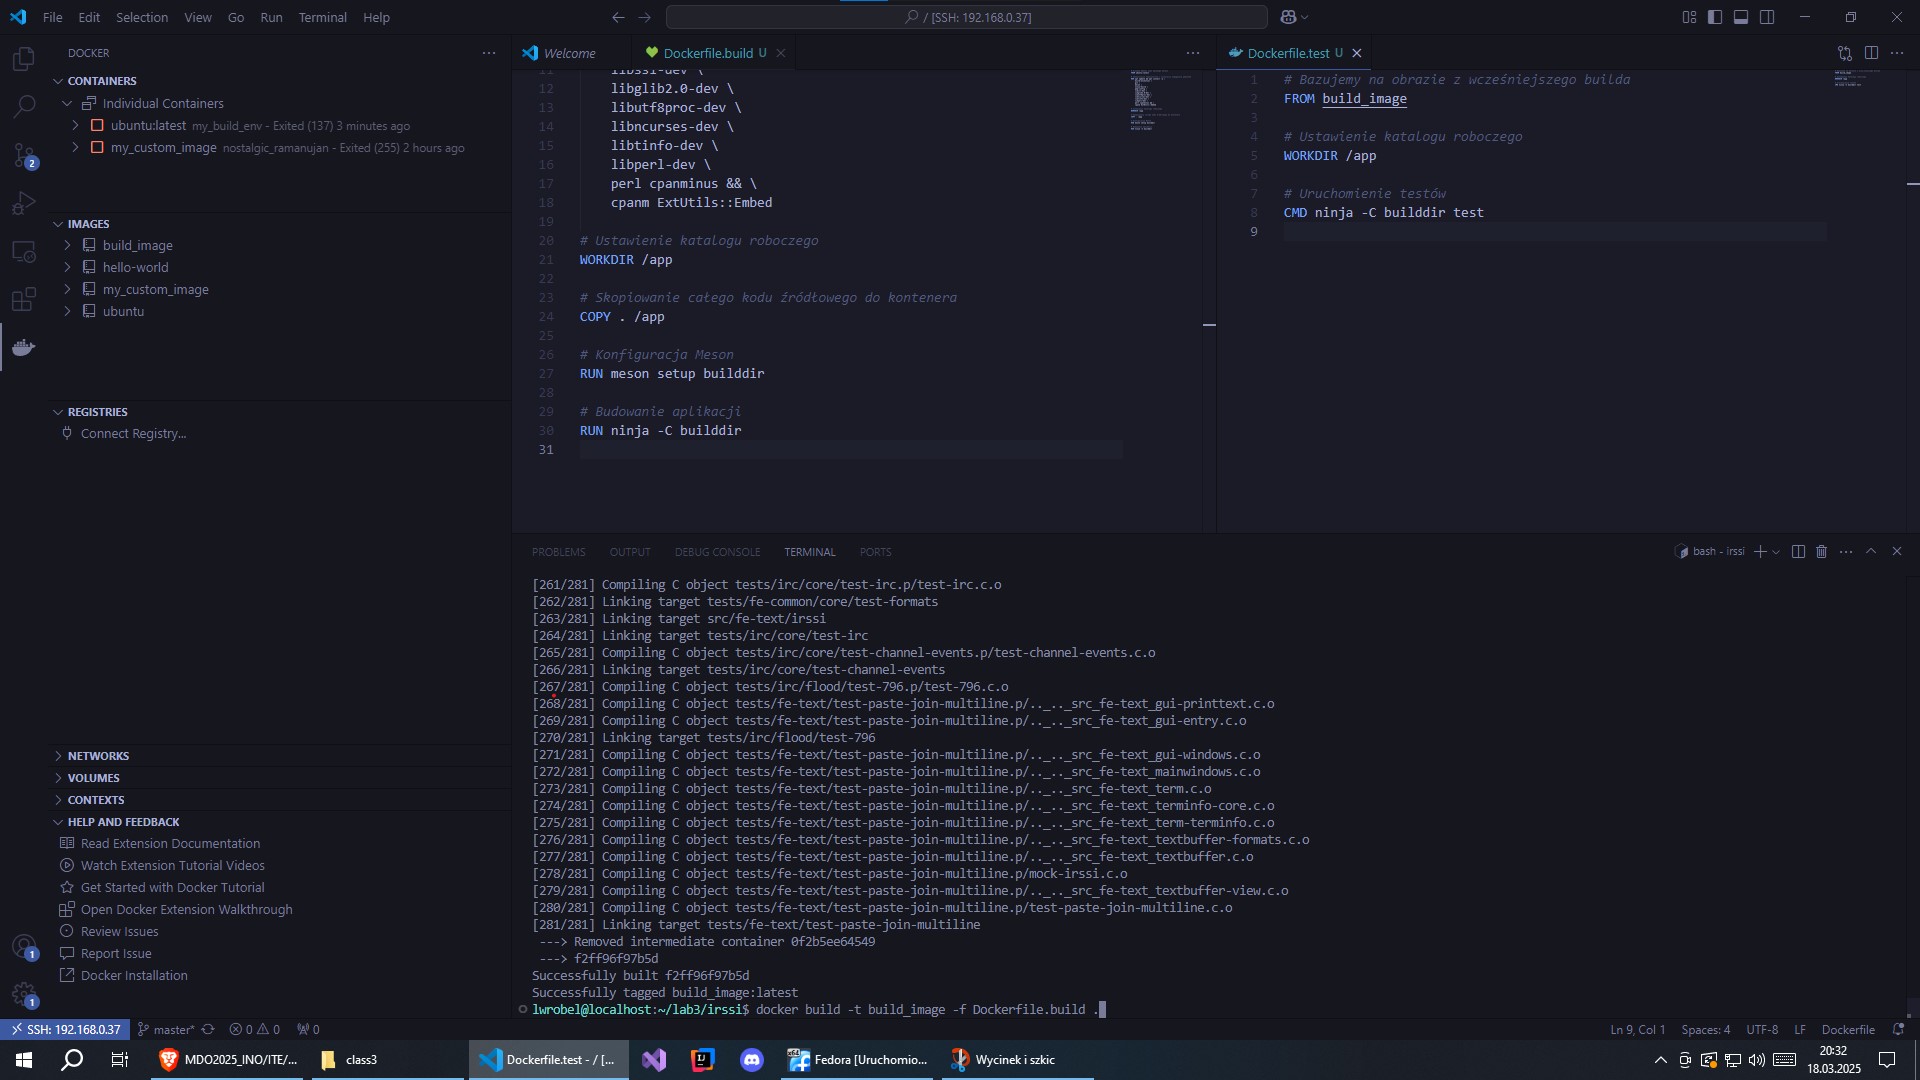 File Edit Selection View Go Run Terminal Help
/ [SSH: 192.168.0.37]
DOCKER
CONTAINERS
Individual Containers
ubuntu:latest my_build_env - Exited (137) 3 minutes ago
my_custom_image nostalgic_ramanujan - Exited (255) 2 hours ago
2
IMAGES
build_image
hello-world
my_custom_image
ubuntu
REGISTRIES
Connect Registry...
NETWORKS
VOLUMES
CONTEXTS
HELP AND FEEDBACK
Read Extension Documentation
Watch Extension Tutorial Videos
Get Started with Docker Tutorial
Open Docker Extension Walkthrough
Review Issues
Report Issue
Docker Installation
1
1
Welcome Dockerfile.build U
11 libssl-dev \
12 libglib2.0-dev \
13 libutf8proc-dev \
14 libncurses-dev \
15 libtinfo-dev \
16 libperl-dev \
17 perl cpanminus && \
18 cpanm ExtUtils::Embed
19
20 # Ustawienie katalogu roboczego
21 WORKDIR /app
22
23 # Skopiowanie całego kodu źródłowego do kontenera
24 COPY . /app
25
26 # Konfiguracja Meson
27 RUN meson setup builddir
28
29 # Budowanie aplikacji
30 RUN ninja -C builddir
31
Dockerfile.test U
1 # Bazujemy na obrazie z wcześniejszego builda
2 FROM build_image
3
4 # Ustawienie katalogu roboczego
5 WORKDIR /app
6
7 # Uruchomienie testów
8 CMD ninja -C builddir test
9
PROBLEMS OUTPUT DEBUG CONSOLE TERMINAL PORTS
bash - irssi
[261/281] Compiling C object tests/irc/core/test-irc.p/test-irc.c.o
[262/281] Linking target tests/fe-common/core/test-formats
[263/281] Linking target src/fe-text/irssi
[264/281] Linking target tests/irc/core/test-irc
[265/281] Compiling C object tests/irc/core/test-channel-events.p/test-channel-events.c.o
[266/281] Linking target tests/irc/core/test-channel-events
[267/281] Compiling C object tests/irc/flood/test-796.p/test-796.c.o
[268/281] Compiling C object tests/fe-text/test-paste-join-multiline.p/.._.._src_fe-text_gui-printtext.c.o
[269/281] Compiling C object tests/fe-text/test-paste-join-multiline.p/.._.._src_fe-text_gui-entry.c.o
[270/281] Linking target tests/irc/flood/test-796
[271/281] Compiling C object tests/fe-text/test-paste-join-multiline.p/.._.._src_fe-text_gui-windows.c.o
[272/281] Compiling C object tests/fe-text/test-paste-join-multiline.p/.._.._src_fe-text_mainwindows.c.o
[273/281] Compiling C object tests/fe-text/test-paste-join-multiline.p/.._.._src_fe-text_term.c.o
[274/281] Compiling C object tests/fe-text/test-paste-join-multiline.p/.._.._src_fe-text_terminfo-core.c.o
[275/281] Compiling C object tests/fe-text/test-paste-join-multiline.p/.._.._src_fe-text_term-terminfo.c.o
[276/281] Compiling C object tests/fe-text/test-paste-join-multiline.p/.._.._src_fe-text_textbuffer-formats.c.o
[277/281] Compiling C object tests/fe-text/test-paste-join-multiline.p/.._.._src_fe-text_textbuffer.c.o
[278/281] Compiling C object tests/fe-text/test-paste-join-multiline.p/mock-irssi.c.o
[279/281] Compiling C object tests/fe-text/test-paste-join-multiline.p/.._.._src_fe-text_textbuffer-view.c.o
[280/281] Compiling C object tests/fe-text/test-paste-join-multiline.p/test-paste-join-multiline.c.o
[281/281] Linking target tests/fe-text/test-paste-join-multiline
---> Removed intermediate container 0f2b5ee64549
---> f2ff96f97b5d
Successfully built f2ff96f97b5d
Successfully tagged build_image:latest
lwrobel@localhost:~/lab3/irssi$ docker build -t build_image -f Dockerfile.build .
SSH: 192.168.0.37 master* 0 0 0
Ln 9, Col 1 Spaces: 4 UTF-8 LF Dockerfile
MDO2025_INO/ITE/... class3 Dockerfile.test - / [... Fedora [Uruchomio... Wycinek i szkic
20:32
18.03.2025